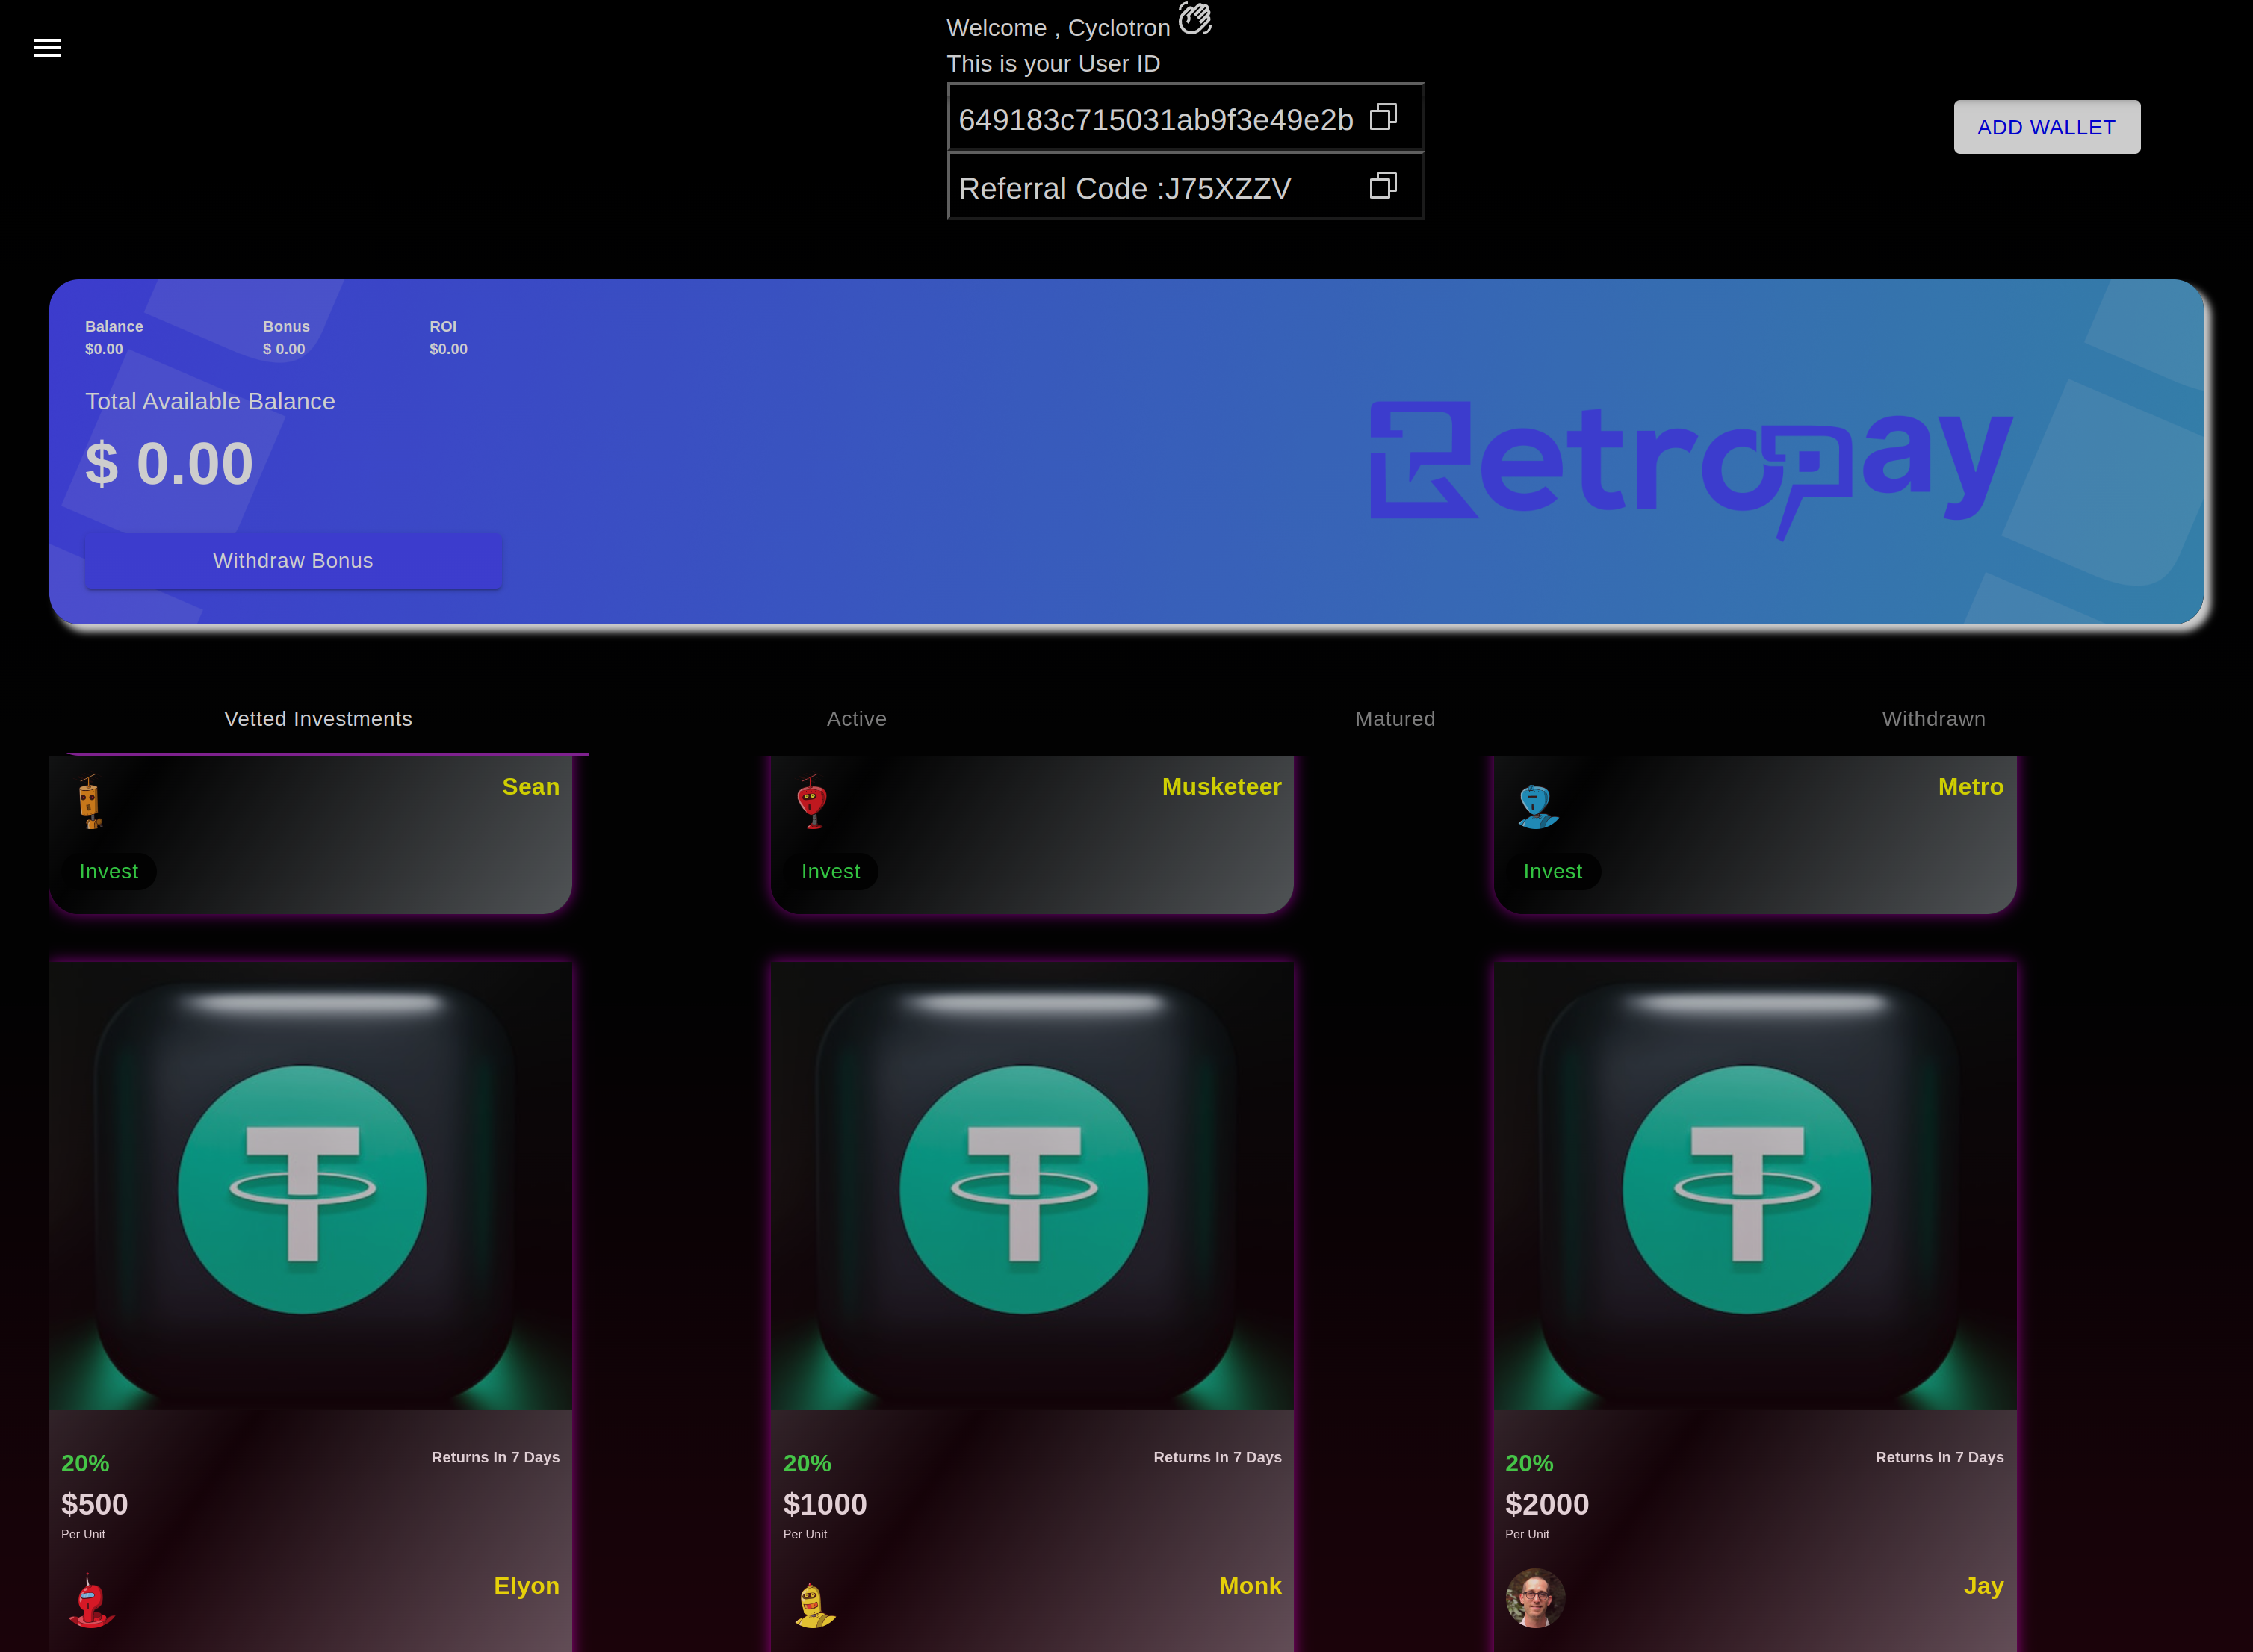 Welcome , Cyclotron
This is your User ID
649183c715031ab9f3e49e2b
Referral Code :J75XZZV
ADD WALLET
Balance
$0.00
Bonus
$ 0.00
ROI
$0.00
Total Available Balance
$ 0.00
Withdraw Bonus
RetroPay
Vetted Investments
Active
Matured
Withdrawn
Sean
Invest
Musketeer
Invest
Metro
Invest
20%
Returns In 7 Days
$500
Per Unit
Elyon
20%
Returns In 7 Days
$1000
Per Unit
Monk
20%
Returns In 7 Days
$2000
Per Unit
Jay